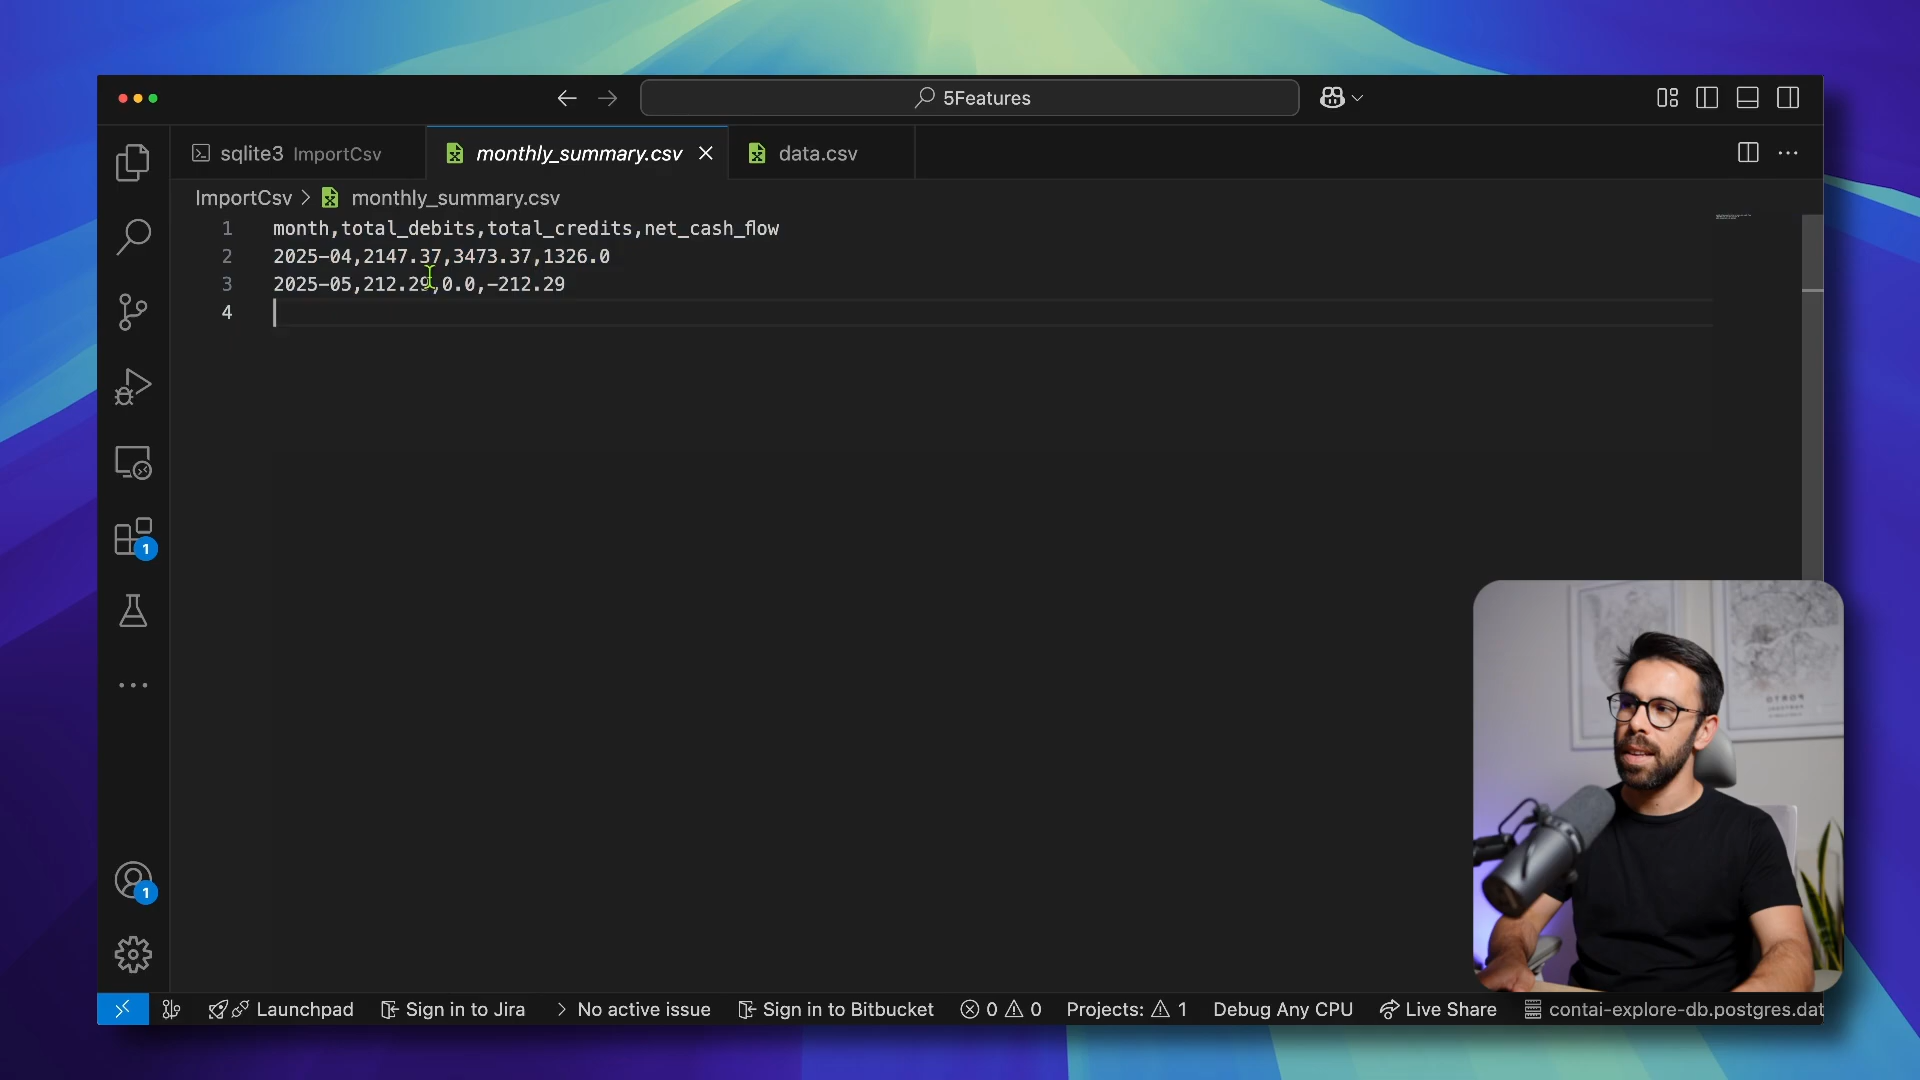 5Features
sqlite3 ImportCsv
monthly_summary.csv
data.csv
ImportCsv > monthly_summary.csv
1 month,total_debits,total_credits,net_cash_flow
2 2025-04,2147.37,3473.37,1326.0
3 2025-05,212.29,0.0,-212.29
4
1
1
PORTO
Launchpad Sign in to Jira > No active issue Sign in to Bitbucket 0 0 Projects: 1 Debug Any CPU Live Share contai-explore-db.postgres.dat